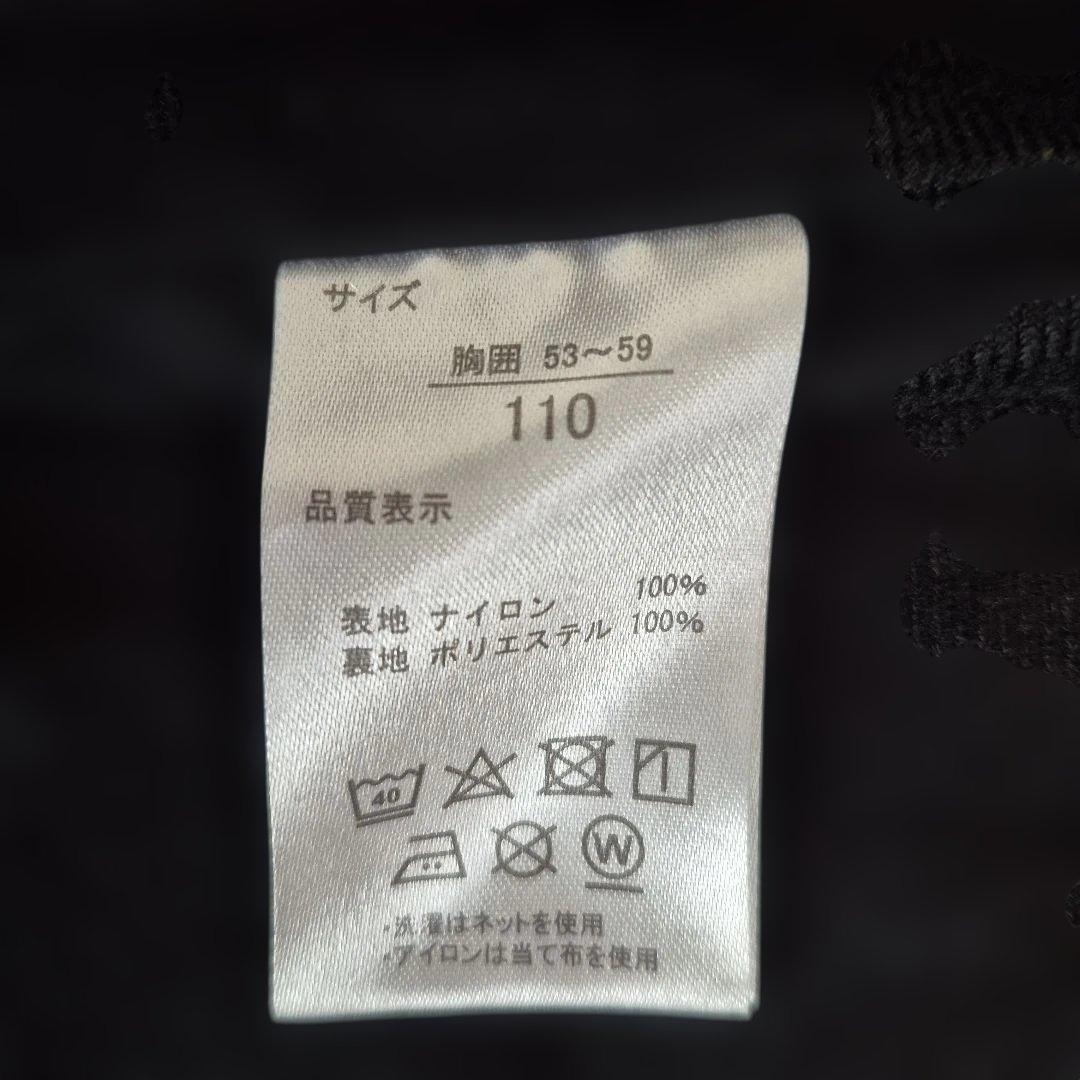 サイズ
胸囲 53～59
110
品質表示
表地 ナイロン 100%
裏地 ポリエステル 100%
40
W
・洗濯はネットを使用
・アイロンは当て布を使用